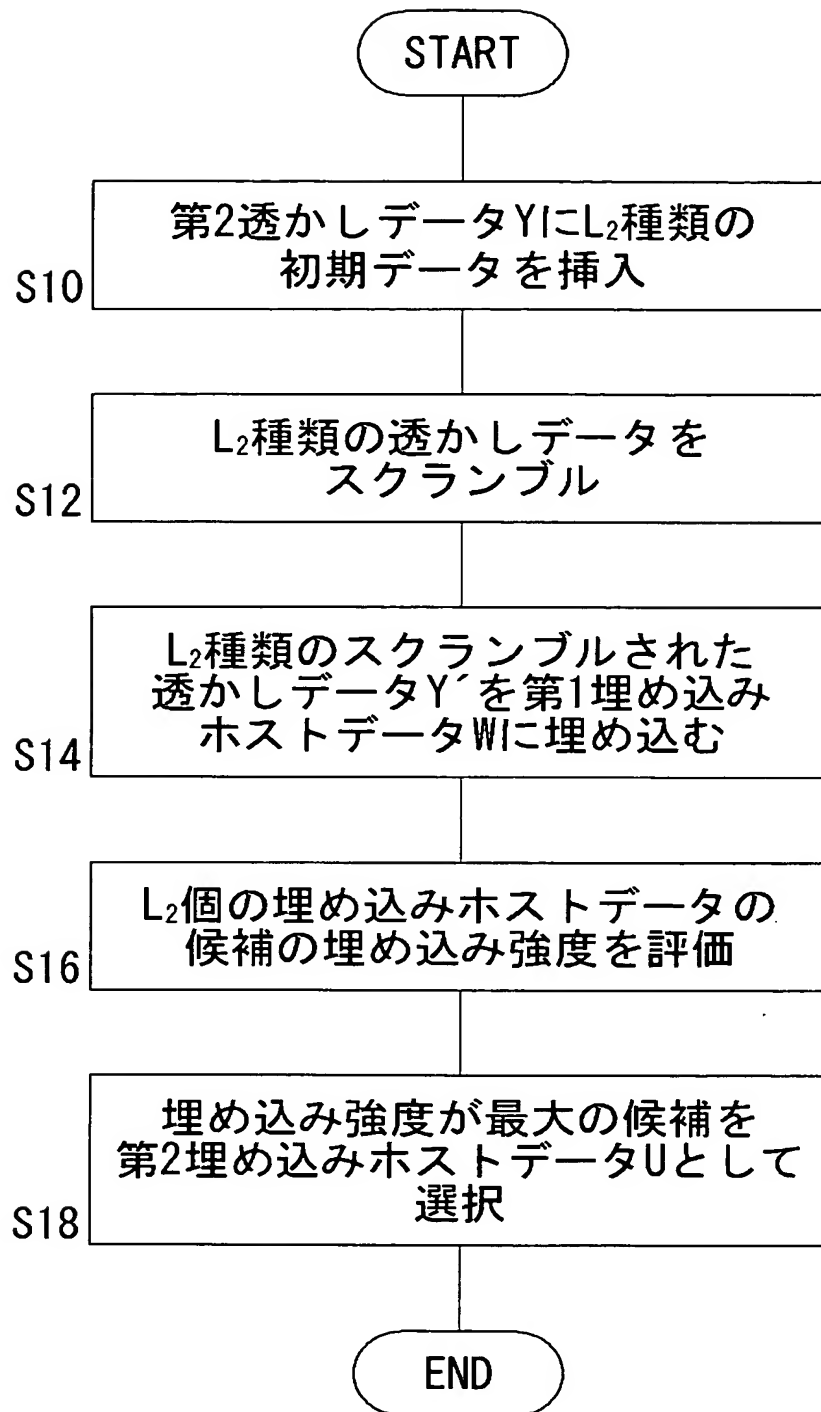 START
第2透かしデータYにL₂種類の
初期データを挿入
S10
L₂種類の透かしデータを
スクランブル
S12
L₂種類のスクランブルされた
透かしデータY´を第1埋め込み
ホストデータWに埋め込む
S14
L₂個の埋め込みホストデータの
候補の埋め込み強度を評価
S16
埋め込み強度が最大の候補を
第2埋め込みホストデータUとして
選択
S18
END